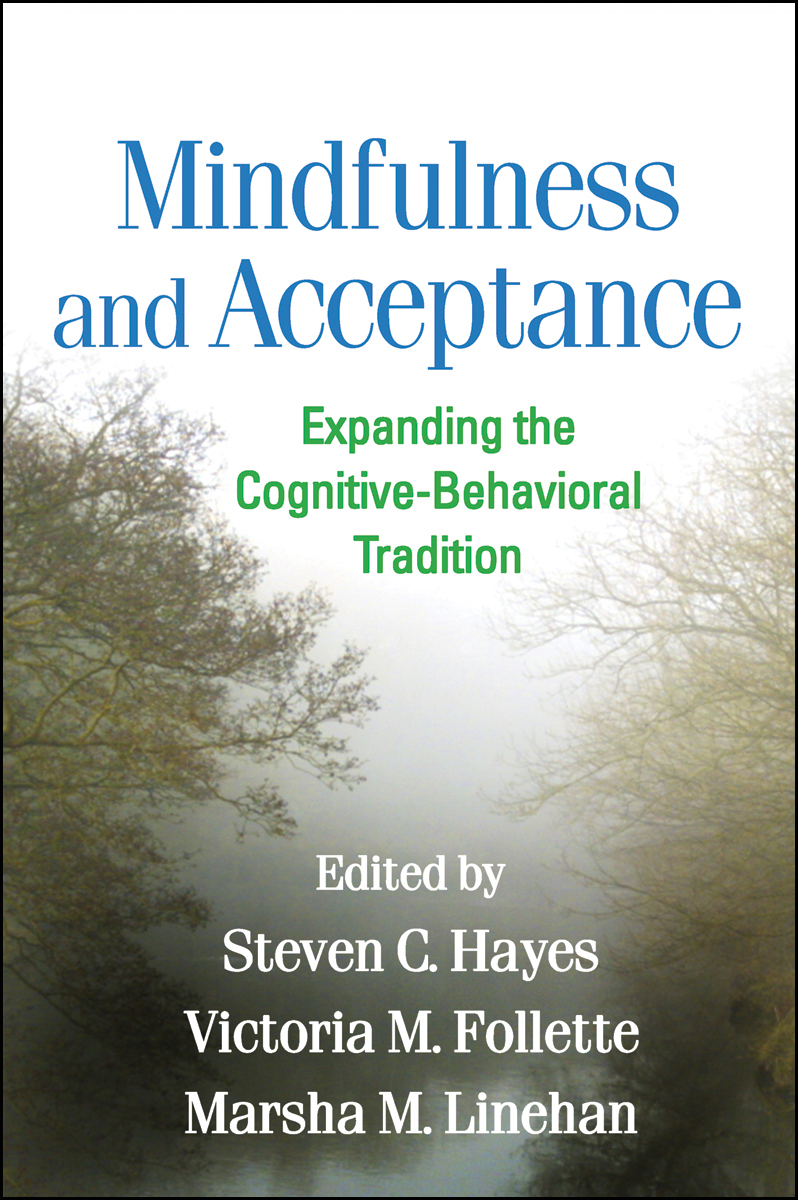 Mindfulness
and Acceptance
Expanding the
Cognitive-Behavioral
Tradition
Edited by
Steven C. Hayes
Victoria M. Follette
Marsha M. Linehan